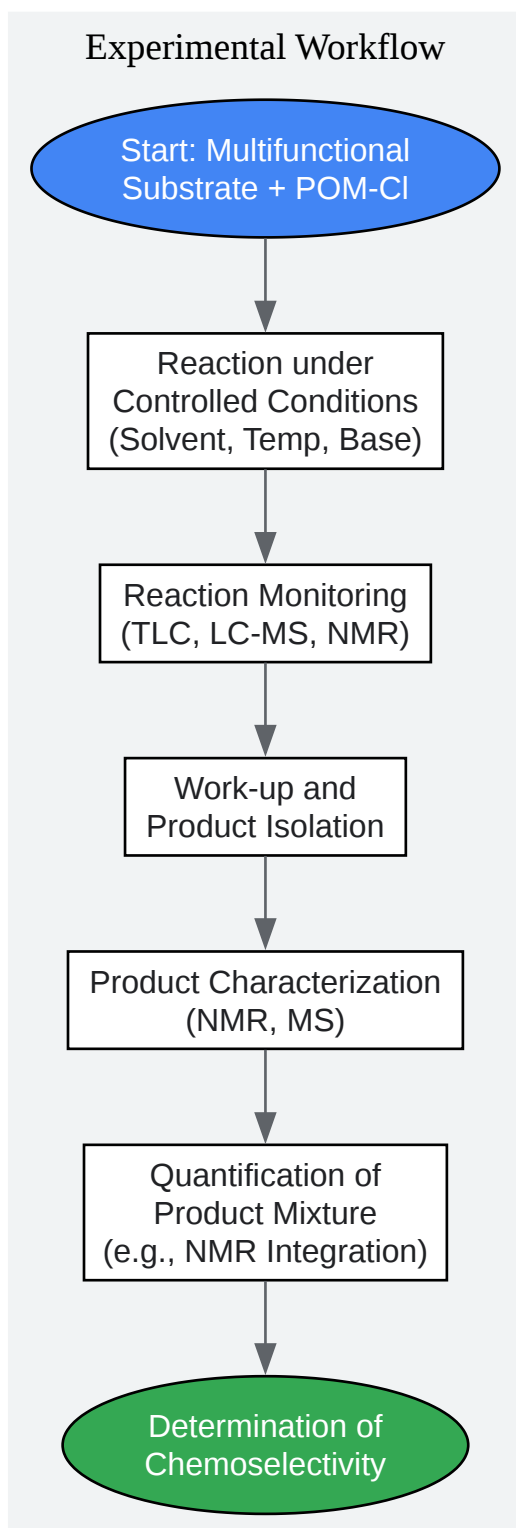 Experimental Workflow
Start: Multifunctional
Substrate + POM-Cl
Reaction under
Controlled Conditions
(Solvent, Temp, Base)
Reaction Monitoring
(TLC, LC-MS, NMR)
Work-up and
Product Isolation
Product Characterization
(NMR, MS)
Quantification of
Product Mixture
(e.g., NMR Integration)
Determination of
Chemoselectivity